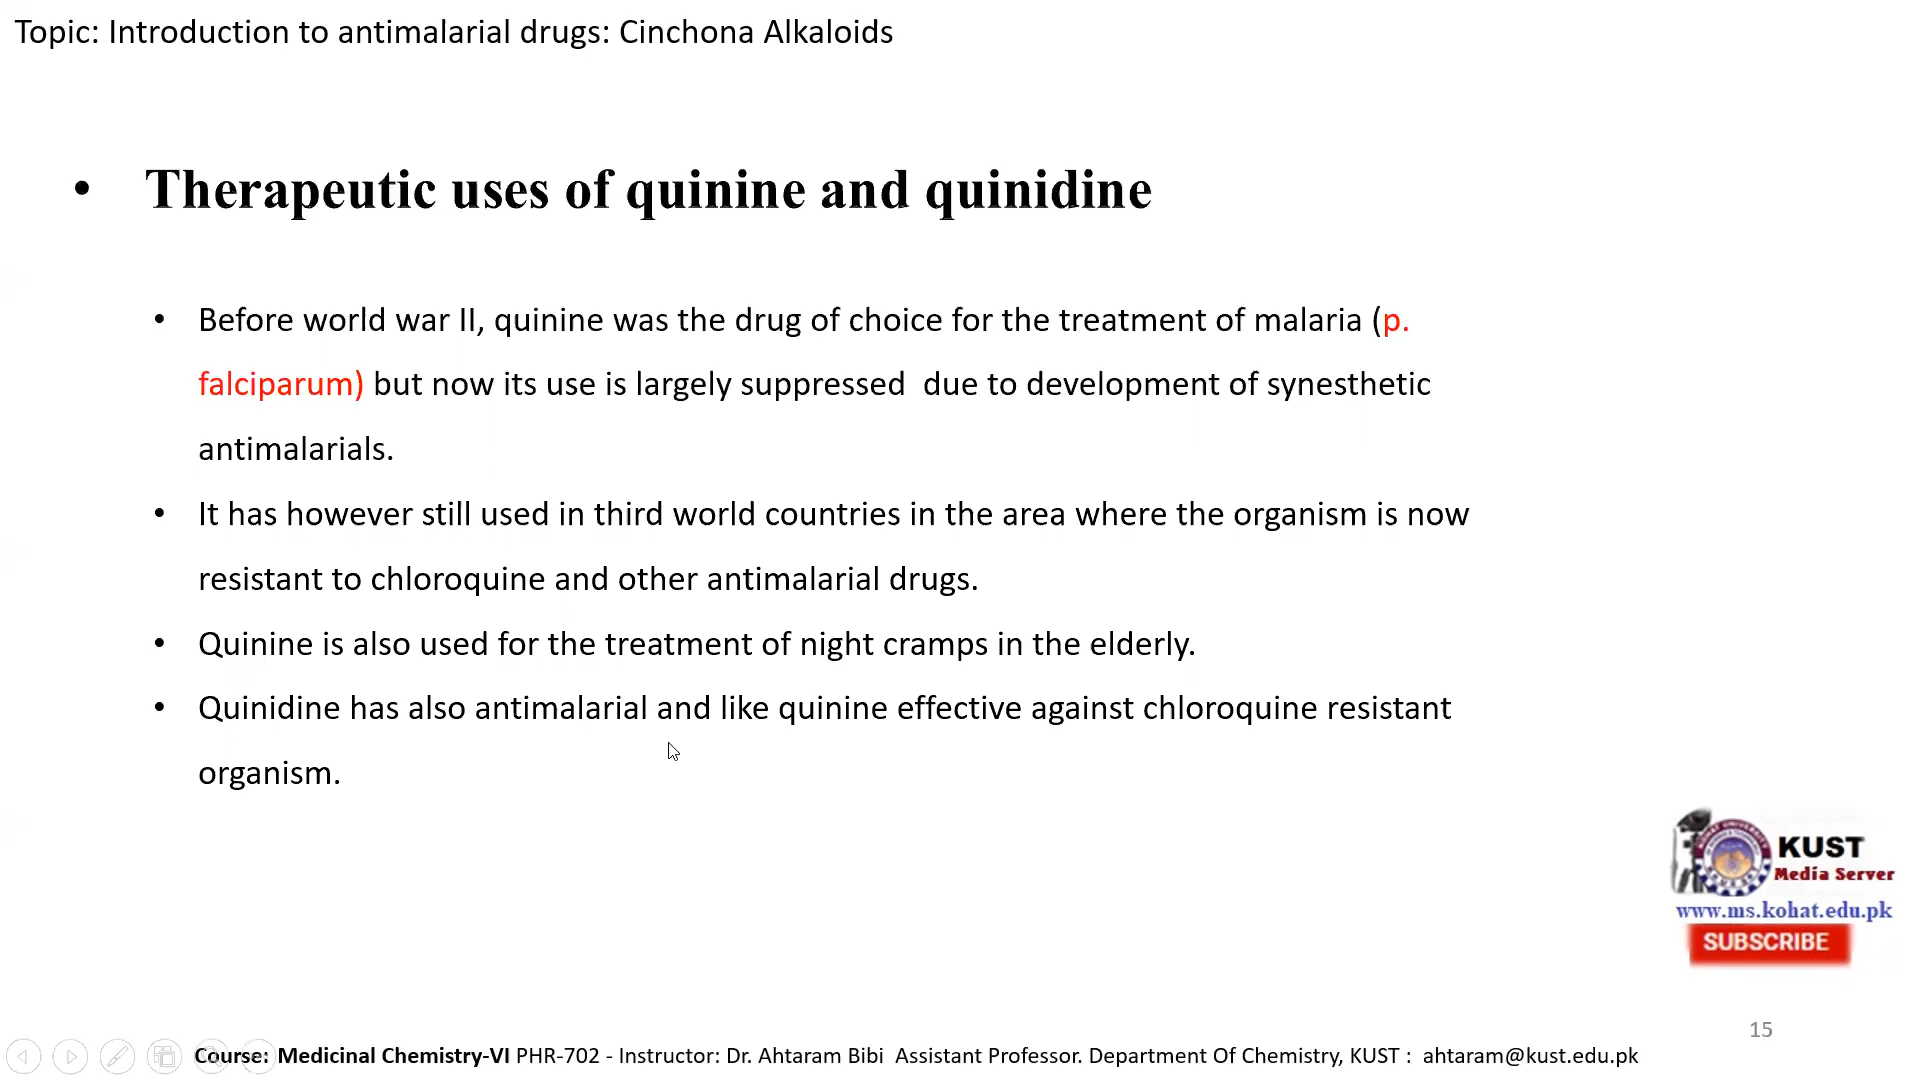 Topic: Introduction to antimalarial drugs: Cinchona Alkaloids
• Therapeutic uses of quinine and quinidine
• Before world war II, quinine was the drug of choice for the treatment of malaria (p.
falciparum) but now its use is largely suppressed  due to development of synesthetic
antimalarials.
• It has however still used in third world countries in the area where the organism is now
resistant to chloroquine and other antimalarial drugs.
• Quinine is also used for the treatment of night cramps in the elderly.
• Quinidine has also antimalarial and like quinine effective against chloroquine resistant
organism.
KUST
Media Server
www.ms.kohat.edu.pk
SUBSCRIBE
15
Course:  Medicinal Chemistry-VI PHR-702 - Instructor: Dr. Ahtaram Bibi  Assistant Professor. Department Of Chemistry, KUST :  ahtaram@kust.edu.pk